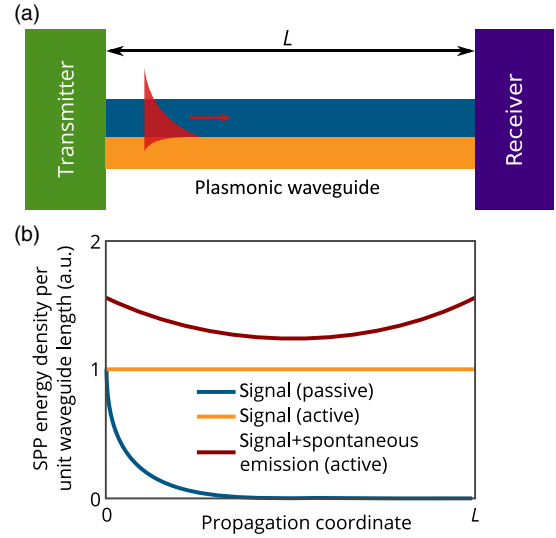 (a)
L
Transmitter
Receiver
Plasmonic waveguide
(b)
SPP energy density per
unit waveguide length (a.u.)
2
1
0
Signal (passive)
Signal (active)
Signal+spontaneous
emission (active)
0
Propagation coordinate
L